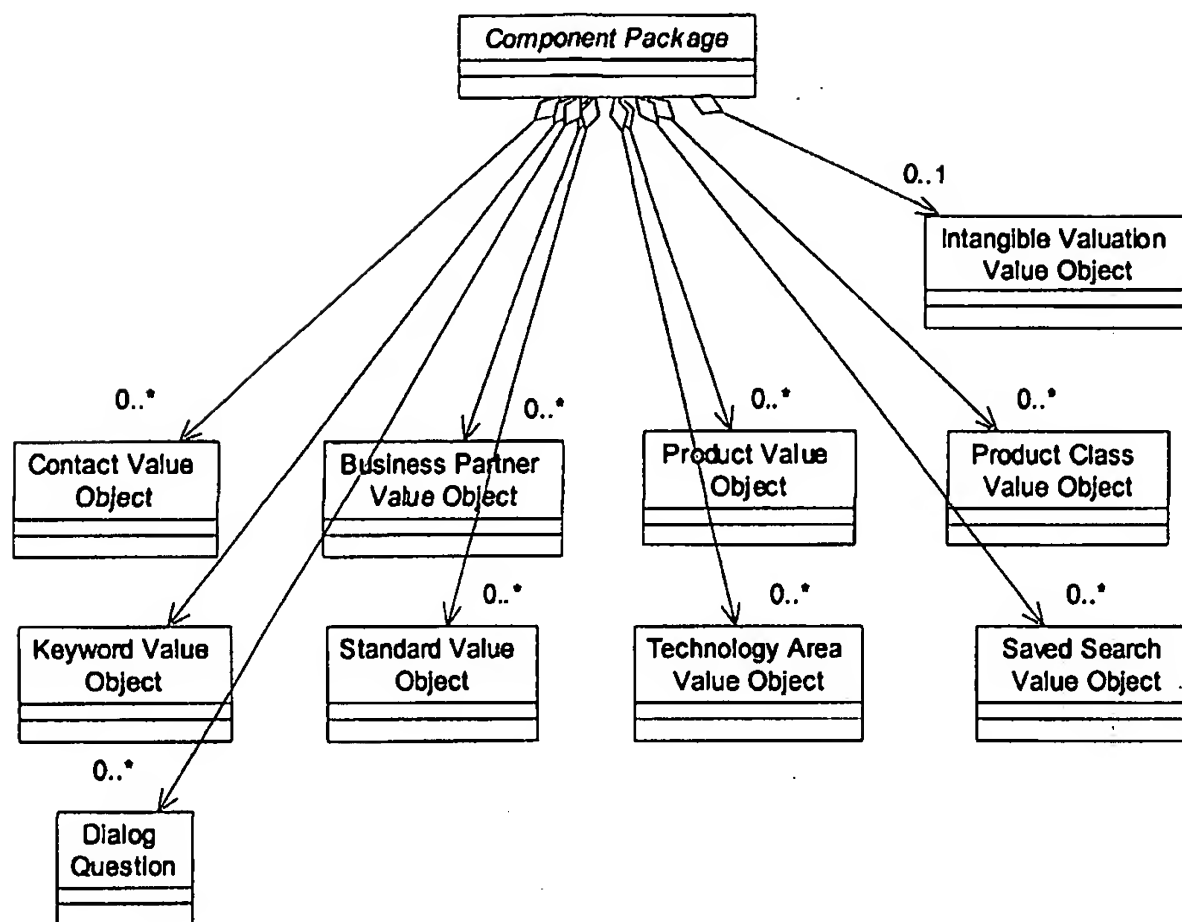 Component Package
0..1
Intangible Valuation
Value Object
0..*
0..*
0..*
0..*
Contact Value
Object
Business Partner
Value Object
Product Value
Object
Product Class
Value Object
0..*
0..*
0..*
Keyword Value
Object
Standard Value
Object
Technology Area
Value Object
Saved Search
Value Object
0..*
Dialog
Question